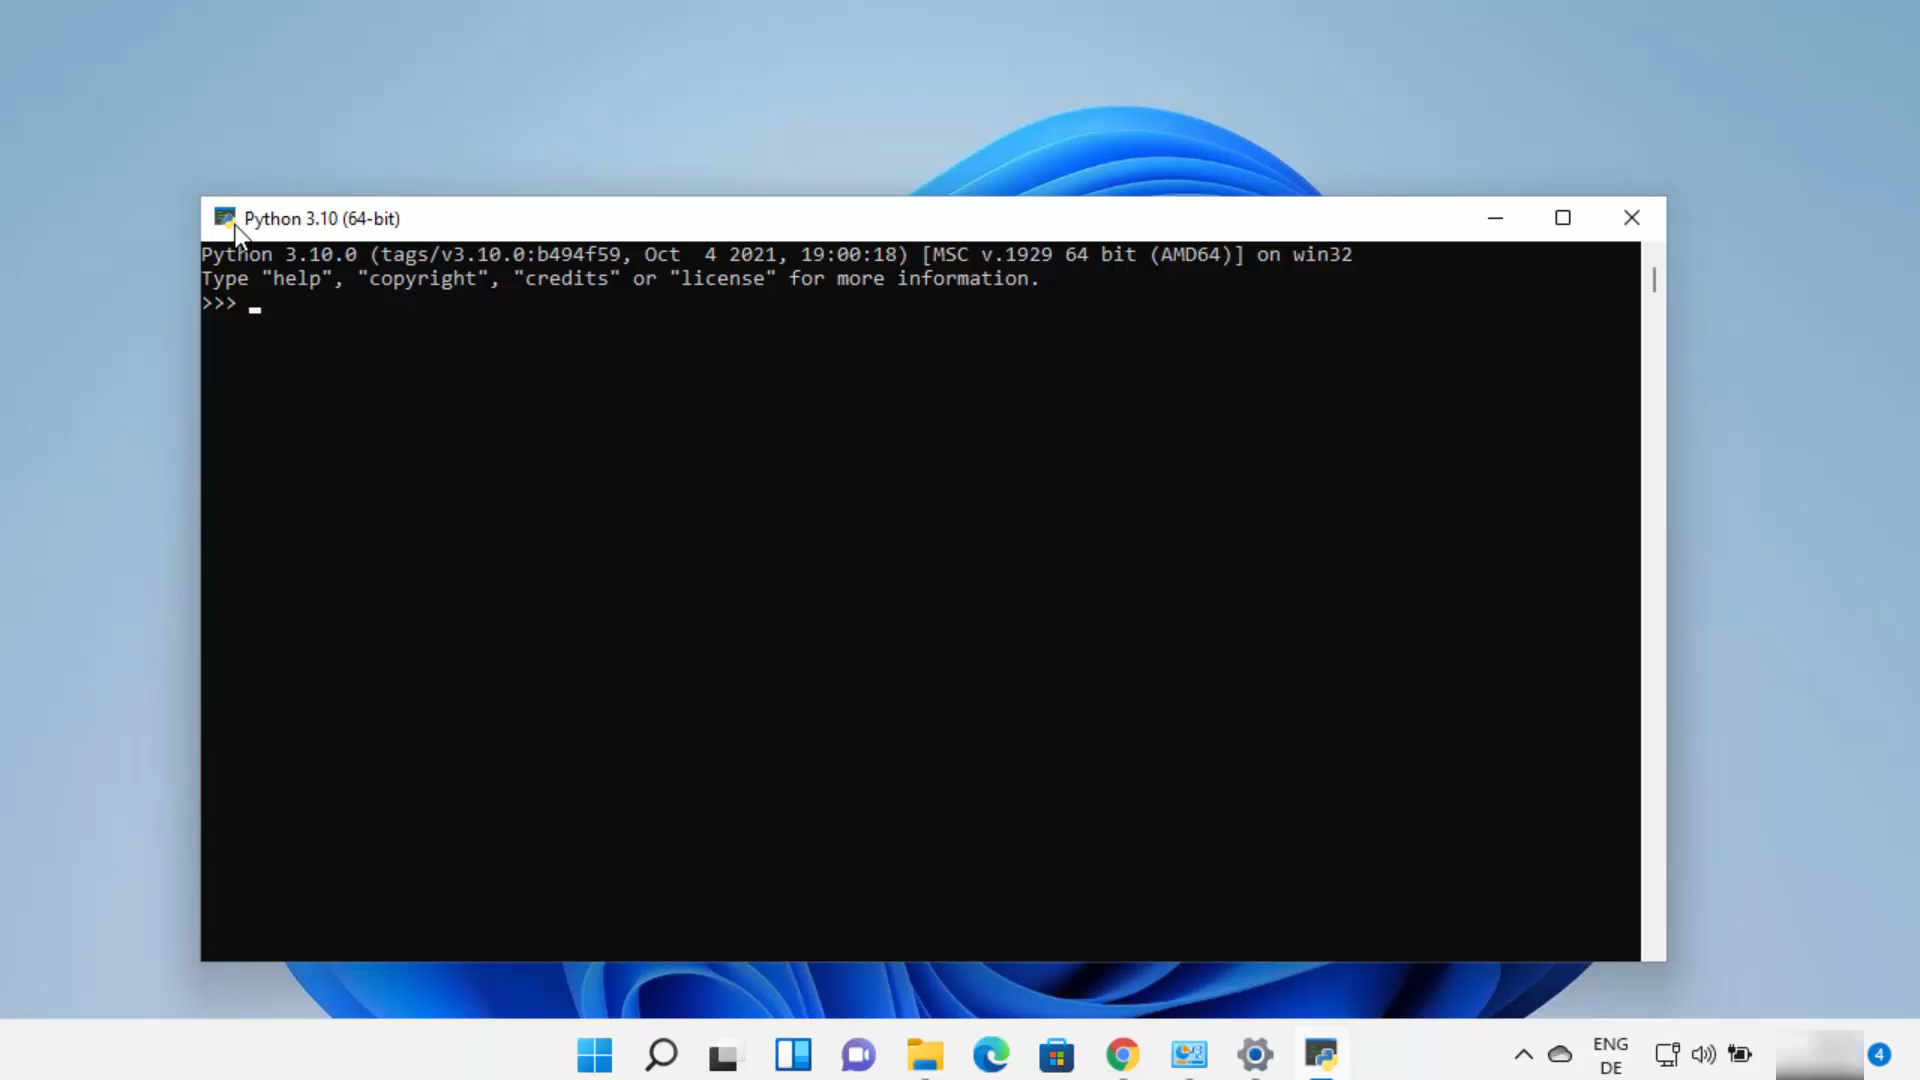 Python 3.10 (64-bit)
Python 3.10.0 (tags/v3.10.0:b494f59, Oct  4 2021, 19:00:18) [MSC v.1929 64 bit (AMD64)] on win32
Type "help", "copyright", "credits" or "license" for more information.
>>>
ENG
DE
4